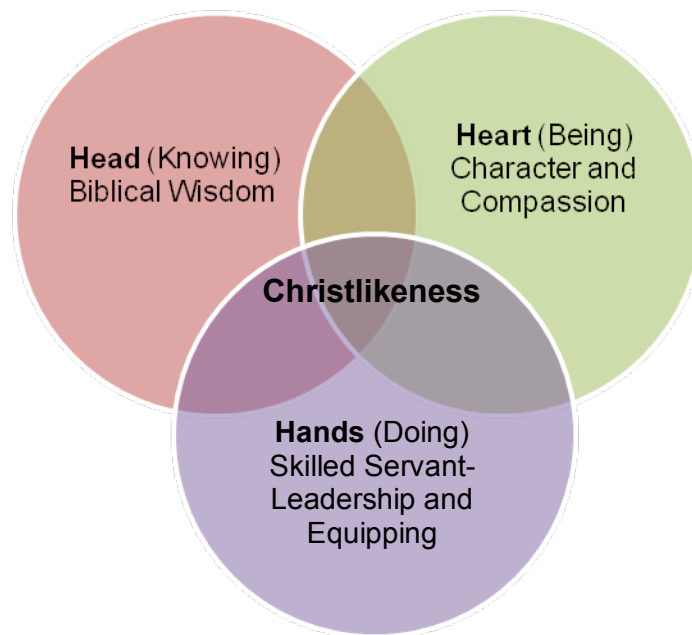 Head (Knowing)
Biblical Wisdom
Heart (Being)
Character and
Compassion
Christlikeness
Hands (Doing)
Skilled Servant-
Leadership and
Equipping